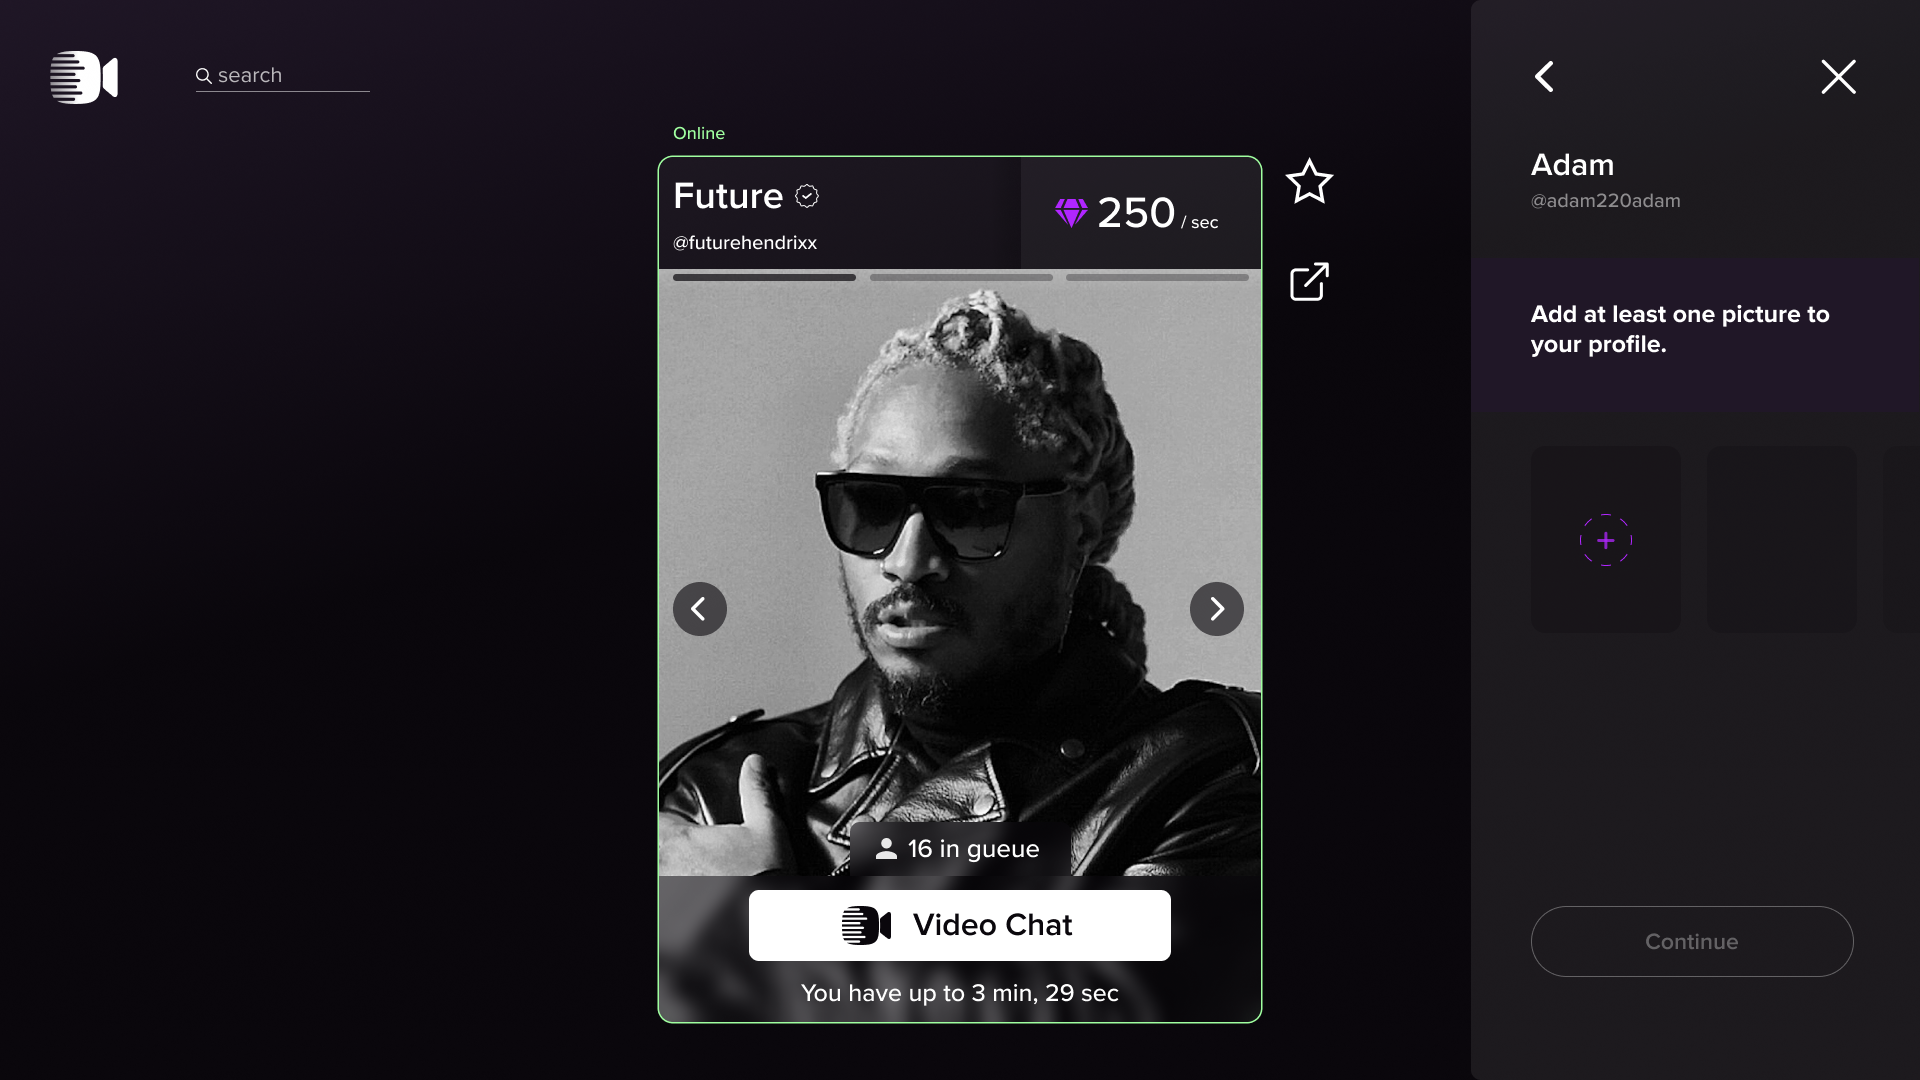 search
Online
Future
@futurehendrixx
250 / sec
16 in gueue
Video Chat
You have up to 3 min, 29 sec
Adam
@adam220adam
Add at least one picture to
your profile.
Continue